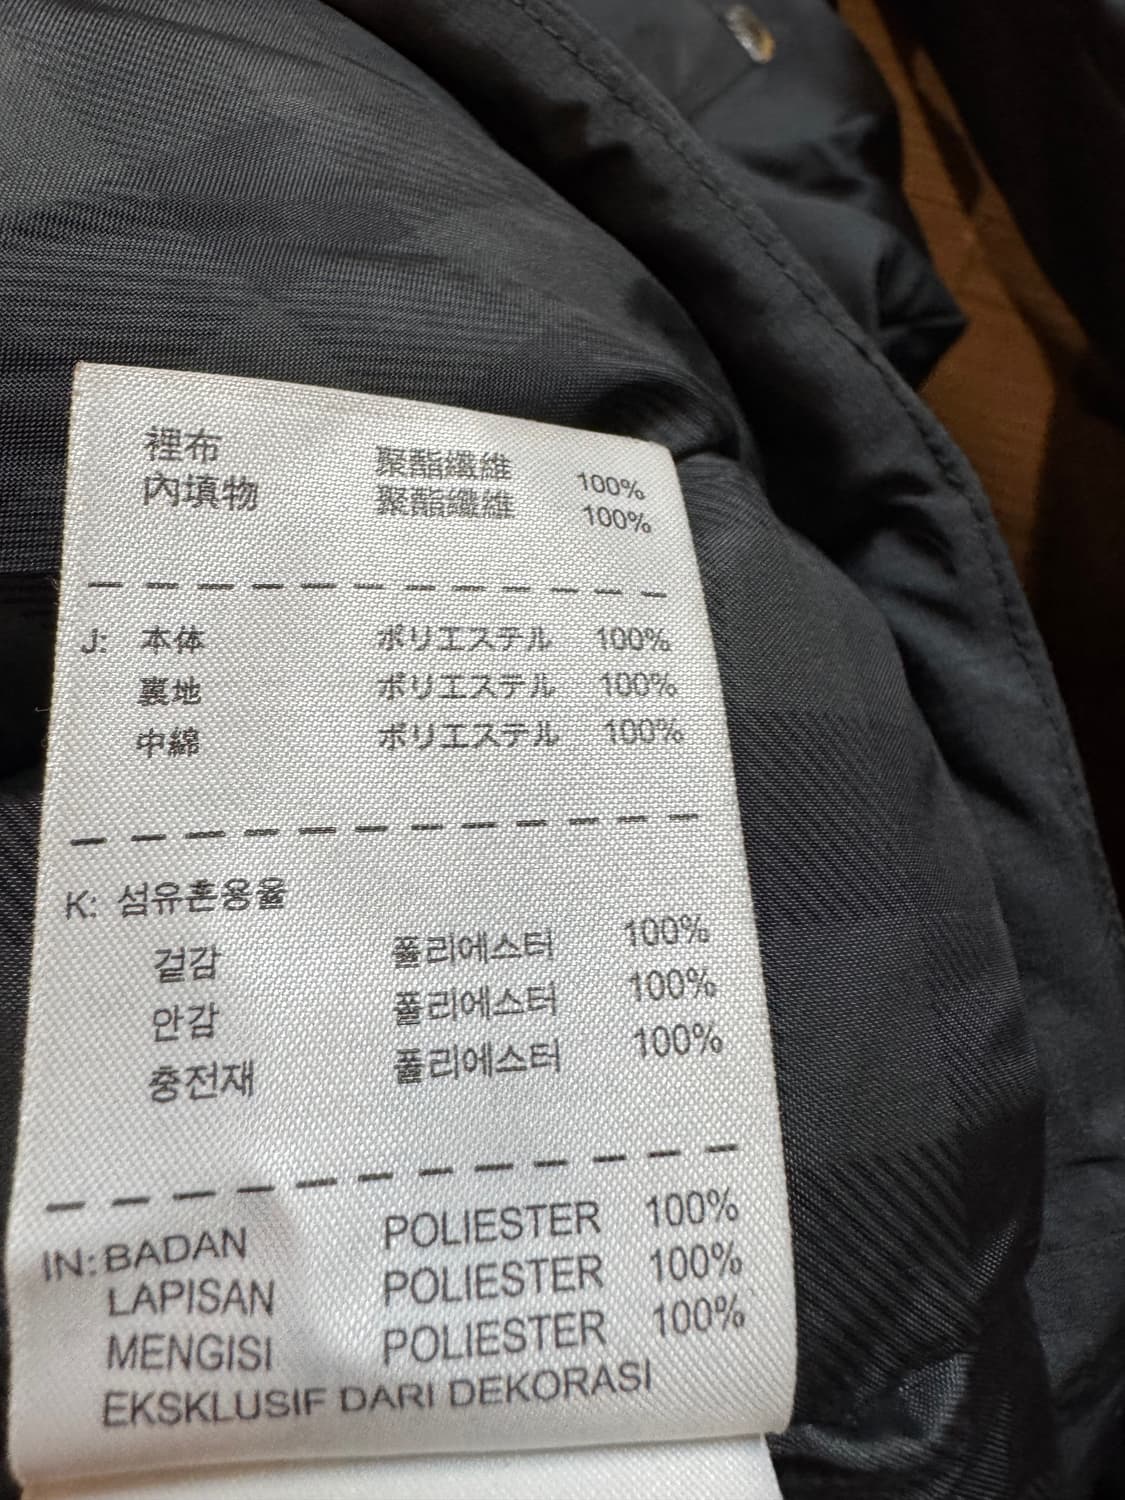 裡布 聚酯纖維 100%
內填物 聚酯纖維 100%
J: 本体 ポリエステル 100%
裏地 ポリエステル 100%
中綿 ポリエステル 100%
K: 섬유혼용율
겉감 폴리에스터 100%
안감 폴리에스터 100%
충전재 폴리에스터 100%
IN: BADAN POLIESTER 100%
LAPISAN POLIESTER 100%
MENGISI POLIESTER 100%
EKSKLUSIF DARI DEKORASI